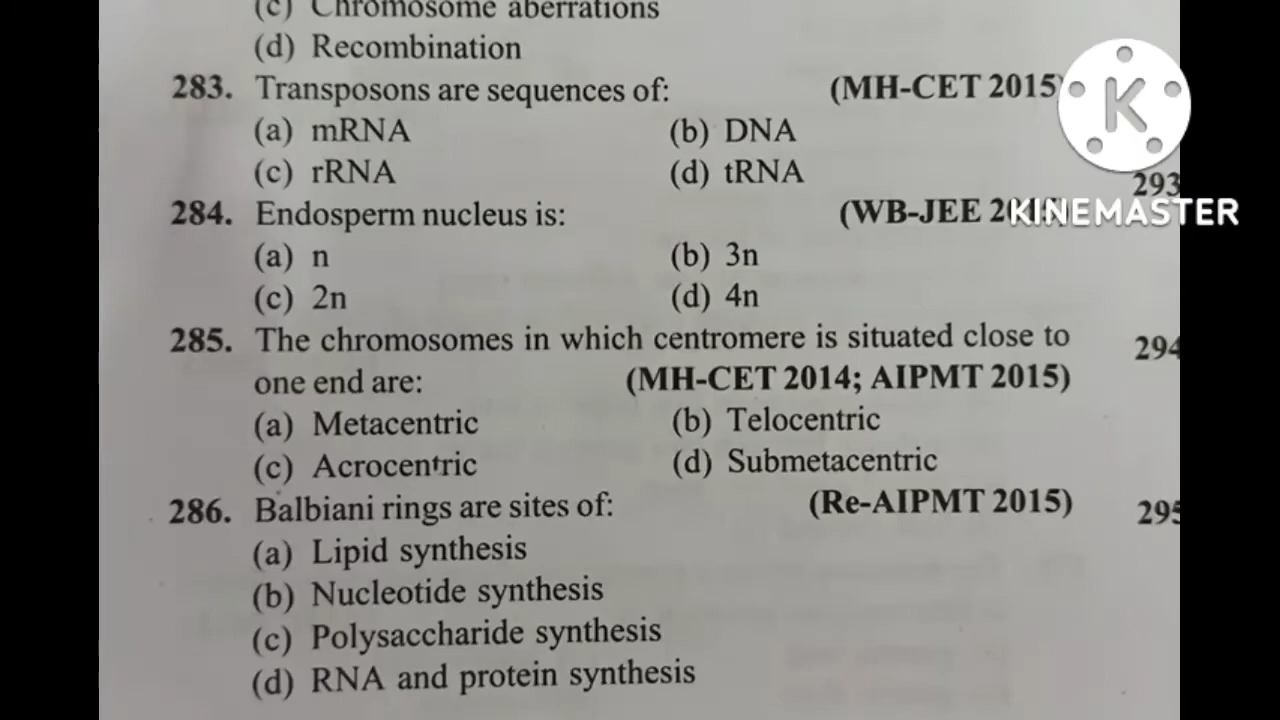 (c) Chromosome aberrations
(d) Recombination
283. Transposons are sequences of: (MH-CET 2015)
(a) mRNA (b) DNA
(c) rRNA (d) tRNA
293
284. Endosperm nucleus is: (WB-JEE
KINEMASTER
(a) n (b) 3n
(c) 2n (d) 4n
285. The chromosomes in which centromere is situated close to
294
one end are: (MH-CET 2014; AIPMT 2015)
(a) Metacentric (b) Telocentric
(c) Acrocentric (d) Submetacentric
286. Balbiani rings are sites of: (Re-AIPMT 2015)
295
(a) Lipid synthesis
(b) Nucleotide synthesis
(c) Polysaccharide synthesis
(d) RNA and protein synthesis